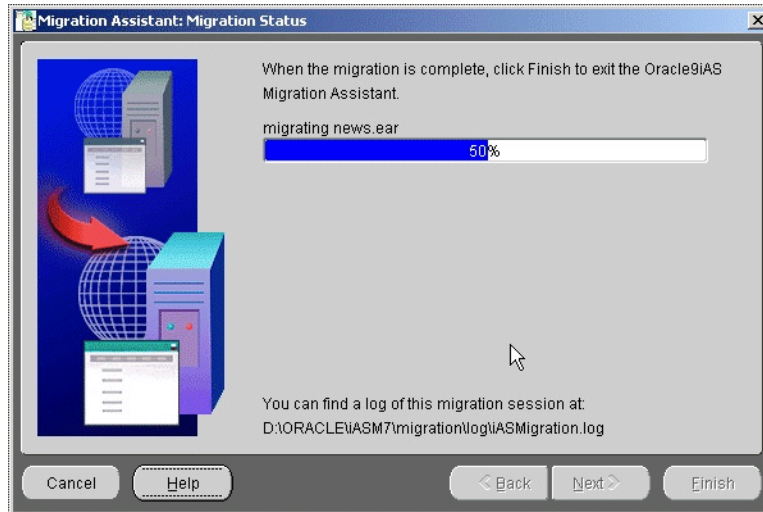 Migration Assistant: Migration Status
When the migration is complete, click Finish to exit the Oracle9iAS
Migration Assistant.
migrating news.ear
50%
You can find a log of this migration session at:
D:\ORACLE\iASM7\migration\log\iASMigration.log
Cancel Help Back Next Finish